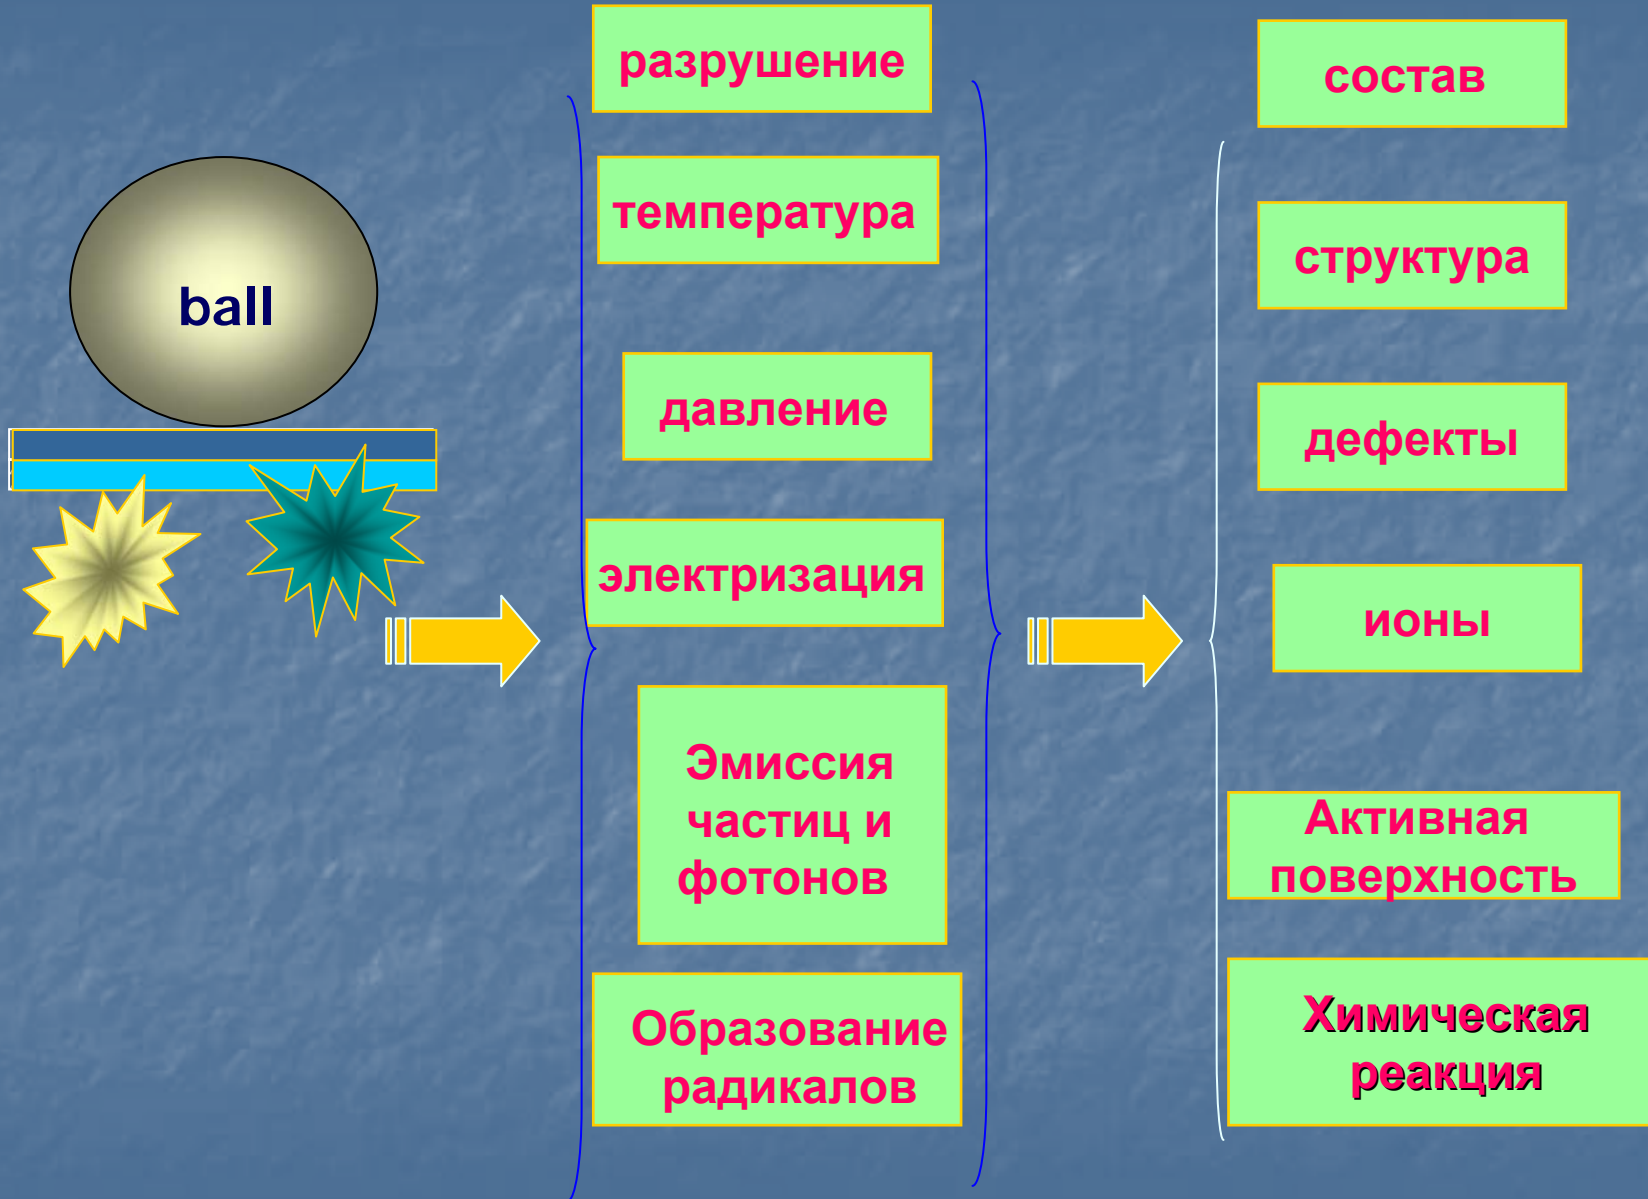 ball
разрушение
температура
давление
электризация
Эмиссия
частиц и
фотонов
Образование
радикалов
состав
структура
дефекты
ионы
Активная
поверхность
Химическая
реакция